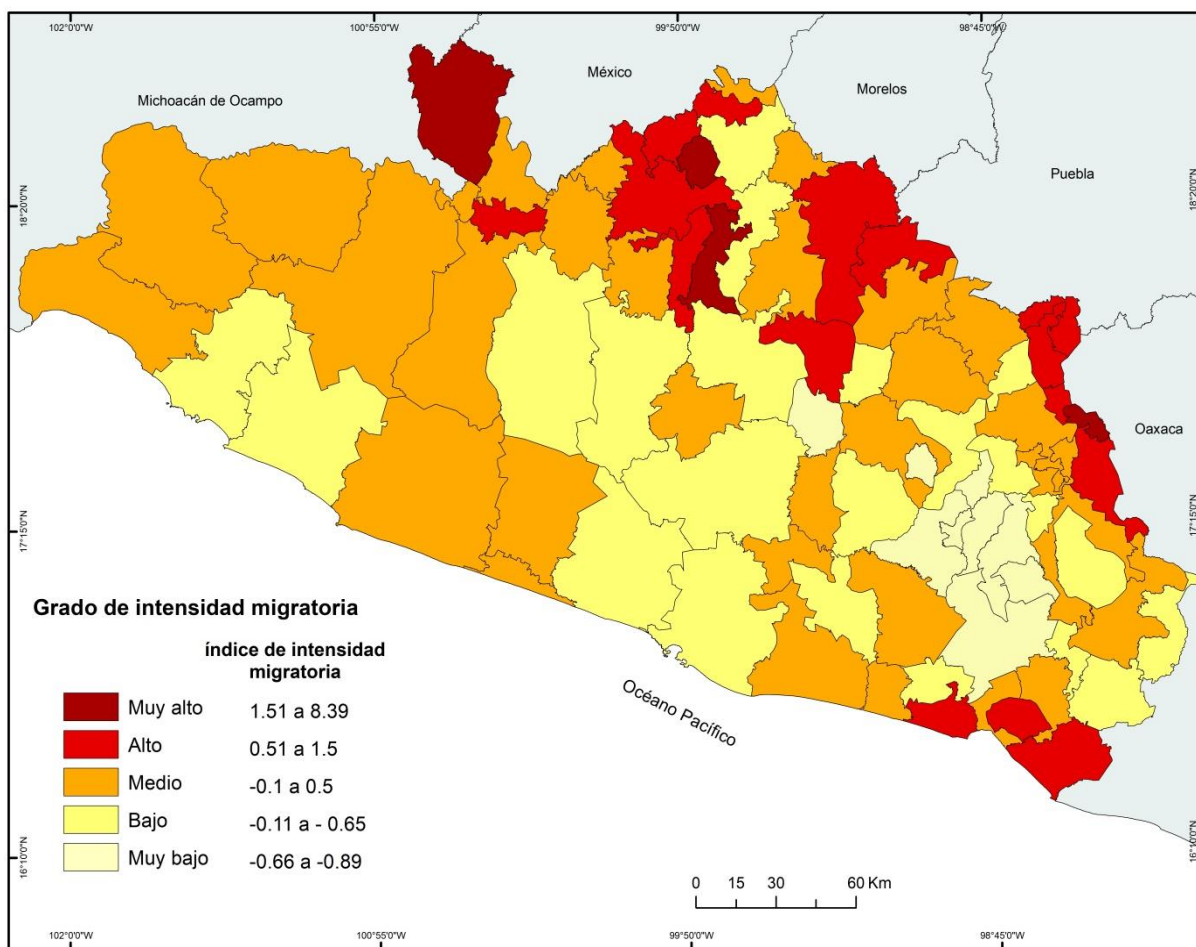 102°0'0"W
100°55'0"W
99°50'0"W
98°45'0"W
México
Morelos
Michoacán de Ocampo
Puebla
18°20'0"N
18°20'0"N
Oaxaca
17°15'0"N
17°15'0"N
Grado de intensidad migratoria
índice de intensidad
migratoria
Muy alto 1.51 a 8.39
Alto 0.51 a 1.5
Medio -0.1 a 0.5
Bajo -0.11 a - 0.65
Muy bajo -0.66 a -0.89
Océano Pacífico
16°10'0"N
16°10'0"N
0 15 30 60 Km
102°0'0"W
100°55'0"W
99°50'0"W
98°45'0"W